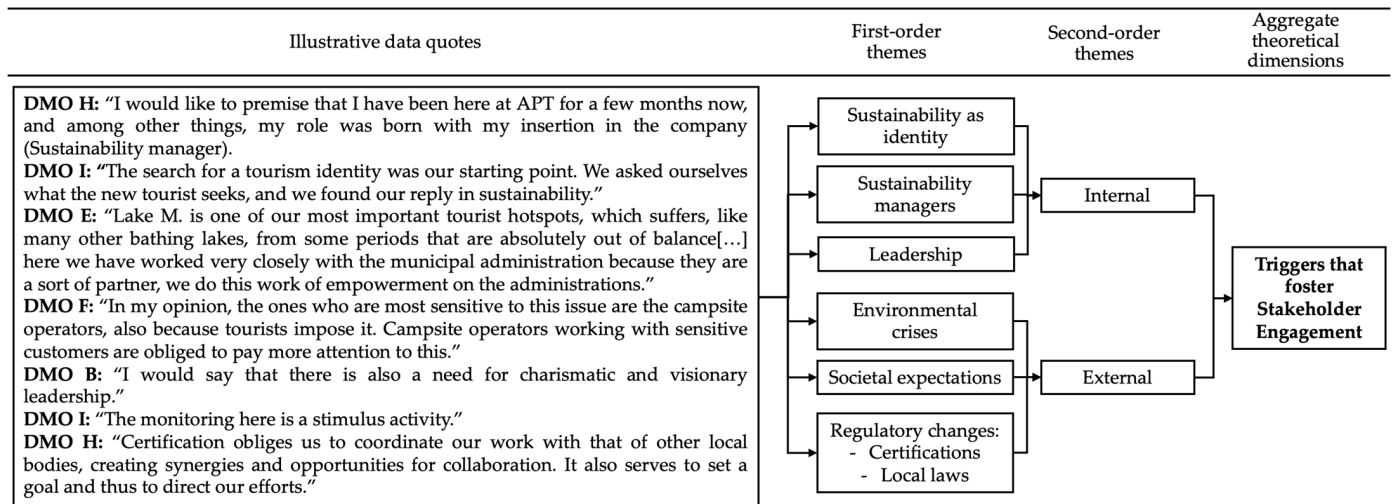 Illustrative data quotes
First-order
themes
Second-order
themes
Aggregate
theoretical
dimensions
DMO H: “I would like to premise that I have been here at APT for a few months now,
and among other things, my role was born with my insertion in the company
(Sustainability manager).
DMO I: “The search for a tourism identity was our starting point. We asked ourselves
what the new tourist seeks, and we found our reply in sustainability.”
DMO E: “Lake M. is one of our most important tourist hotspots, which suffers, like
many other bathing lakes, from some periods that are absolutely out of balance[…]
here we have worked very closely with the municipal administration because they are
a sort of partner, we do this work of empowerment on the administrations.”
DMO F: “In my opinion, the ones who are most sensitive to this issue are the campsite
operators, also because tourists impose it. Campsite operators working with sensitive
customers are obliged to pay more attention to this.”
DMO B: “I would say that there is also a need for charismatic and visionary
leadership.”
DMO I: “The monitoring here is a stimulus activity.”
DMO H: “Certification obliges us to coordinate our work with that of other local
bodies, creating synergies and opportunities for collaboration. It also serves to set a
goal and thus to direct our efforts.”
Sustainability as
identity
Sustainability
managers
Leadership
Environmental
crises
Societal expectations
Regulatory changes:
- Certifications
- Local laws
Internal
External
Triggers that
foster
Stakeholder
Engagement